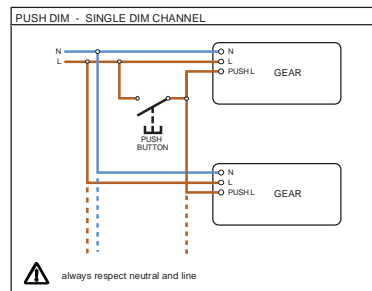 PUSH DIM - SINGLE DIM CHANNEL
N
L
N
L
PUSH L
GEAR
PUSH
BUTTON
N
L
PUSH L
GEAR
always respect neutral and line